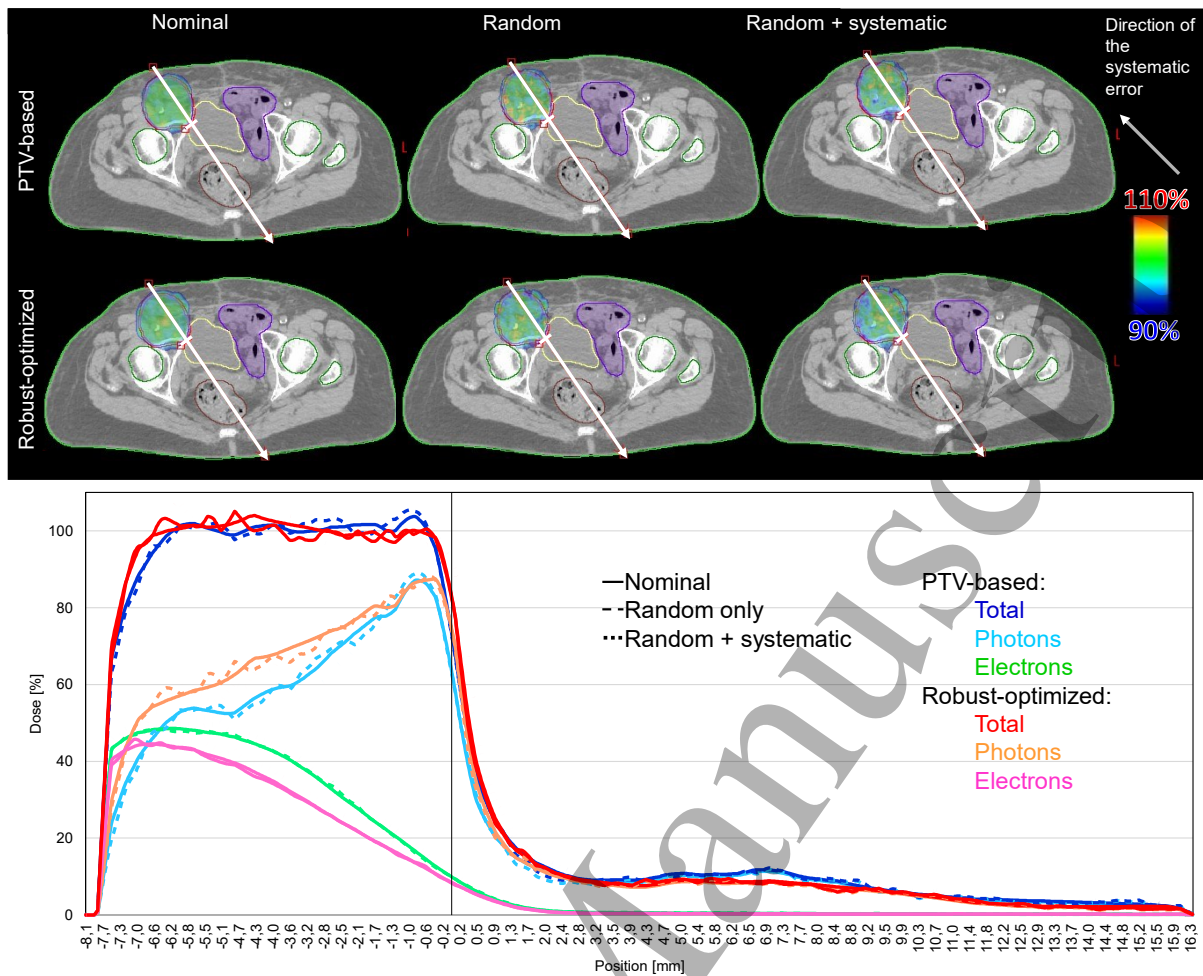 Nominal
Random
Random + systematic
Direction of
the
systematic
error
PTV-based
L
L
110%
90%
Robust-optimized
L
Manuscript
100
80
60
40
20
0
Dose [%]
Nominal
Random only
Random + systematic
PTV-based:
Total
Photons
Electrons
Robust-optimized:
Total
Photons
Electrons
-8,1 -7,7 -7,3 -7,0 -6,6 -6,2 -5,8 -5,5 -5,1 -4,7 -4,3 -4,0 -3,6 -3,2 -2,8 -2,5 -2,1 -1,7 -1,3 -1,0 -0,6 -0,2 0,2 0,5 0,9 1,3 1,7 2,0 2,4 2,8 3,2 3,5 3,9 4,3 4,7 5,0 5,4 5,8 6,2 6,5 6,9 7,3 7,7 8,0 8,4 8,8 9,2 9,5 9,9 10,3 10,7 11,0 11,4 11,8 12,2 12,5 12,9 13,3 13,7 14,0 14,4 14,8 15,2 15,5 15,9 16,3
Position [mm]